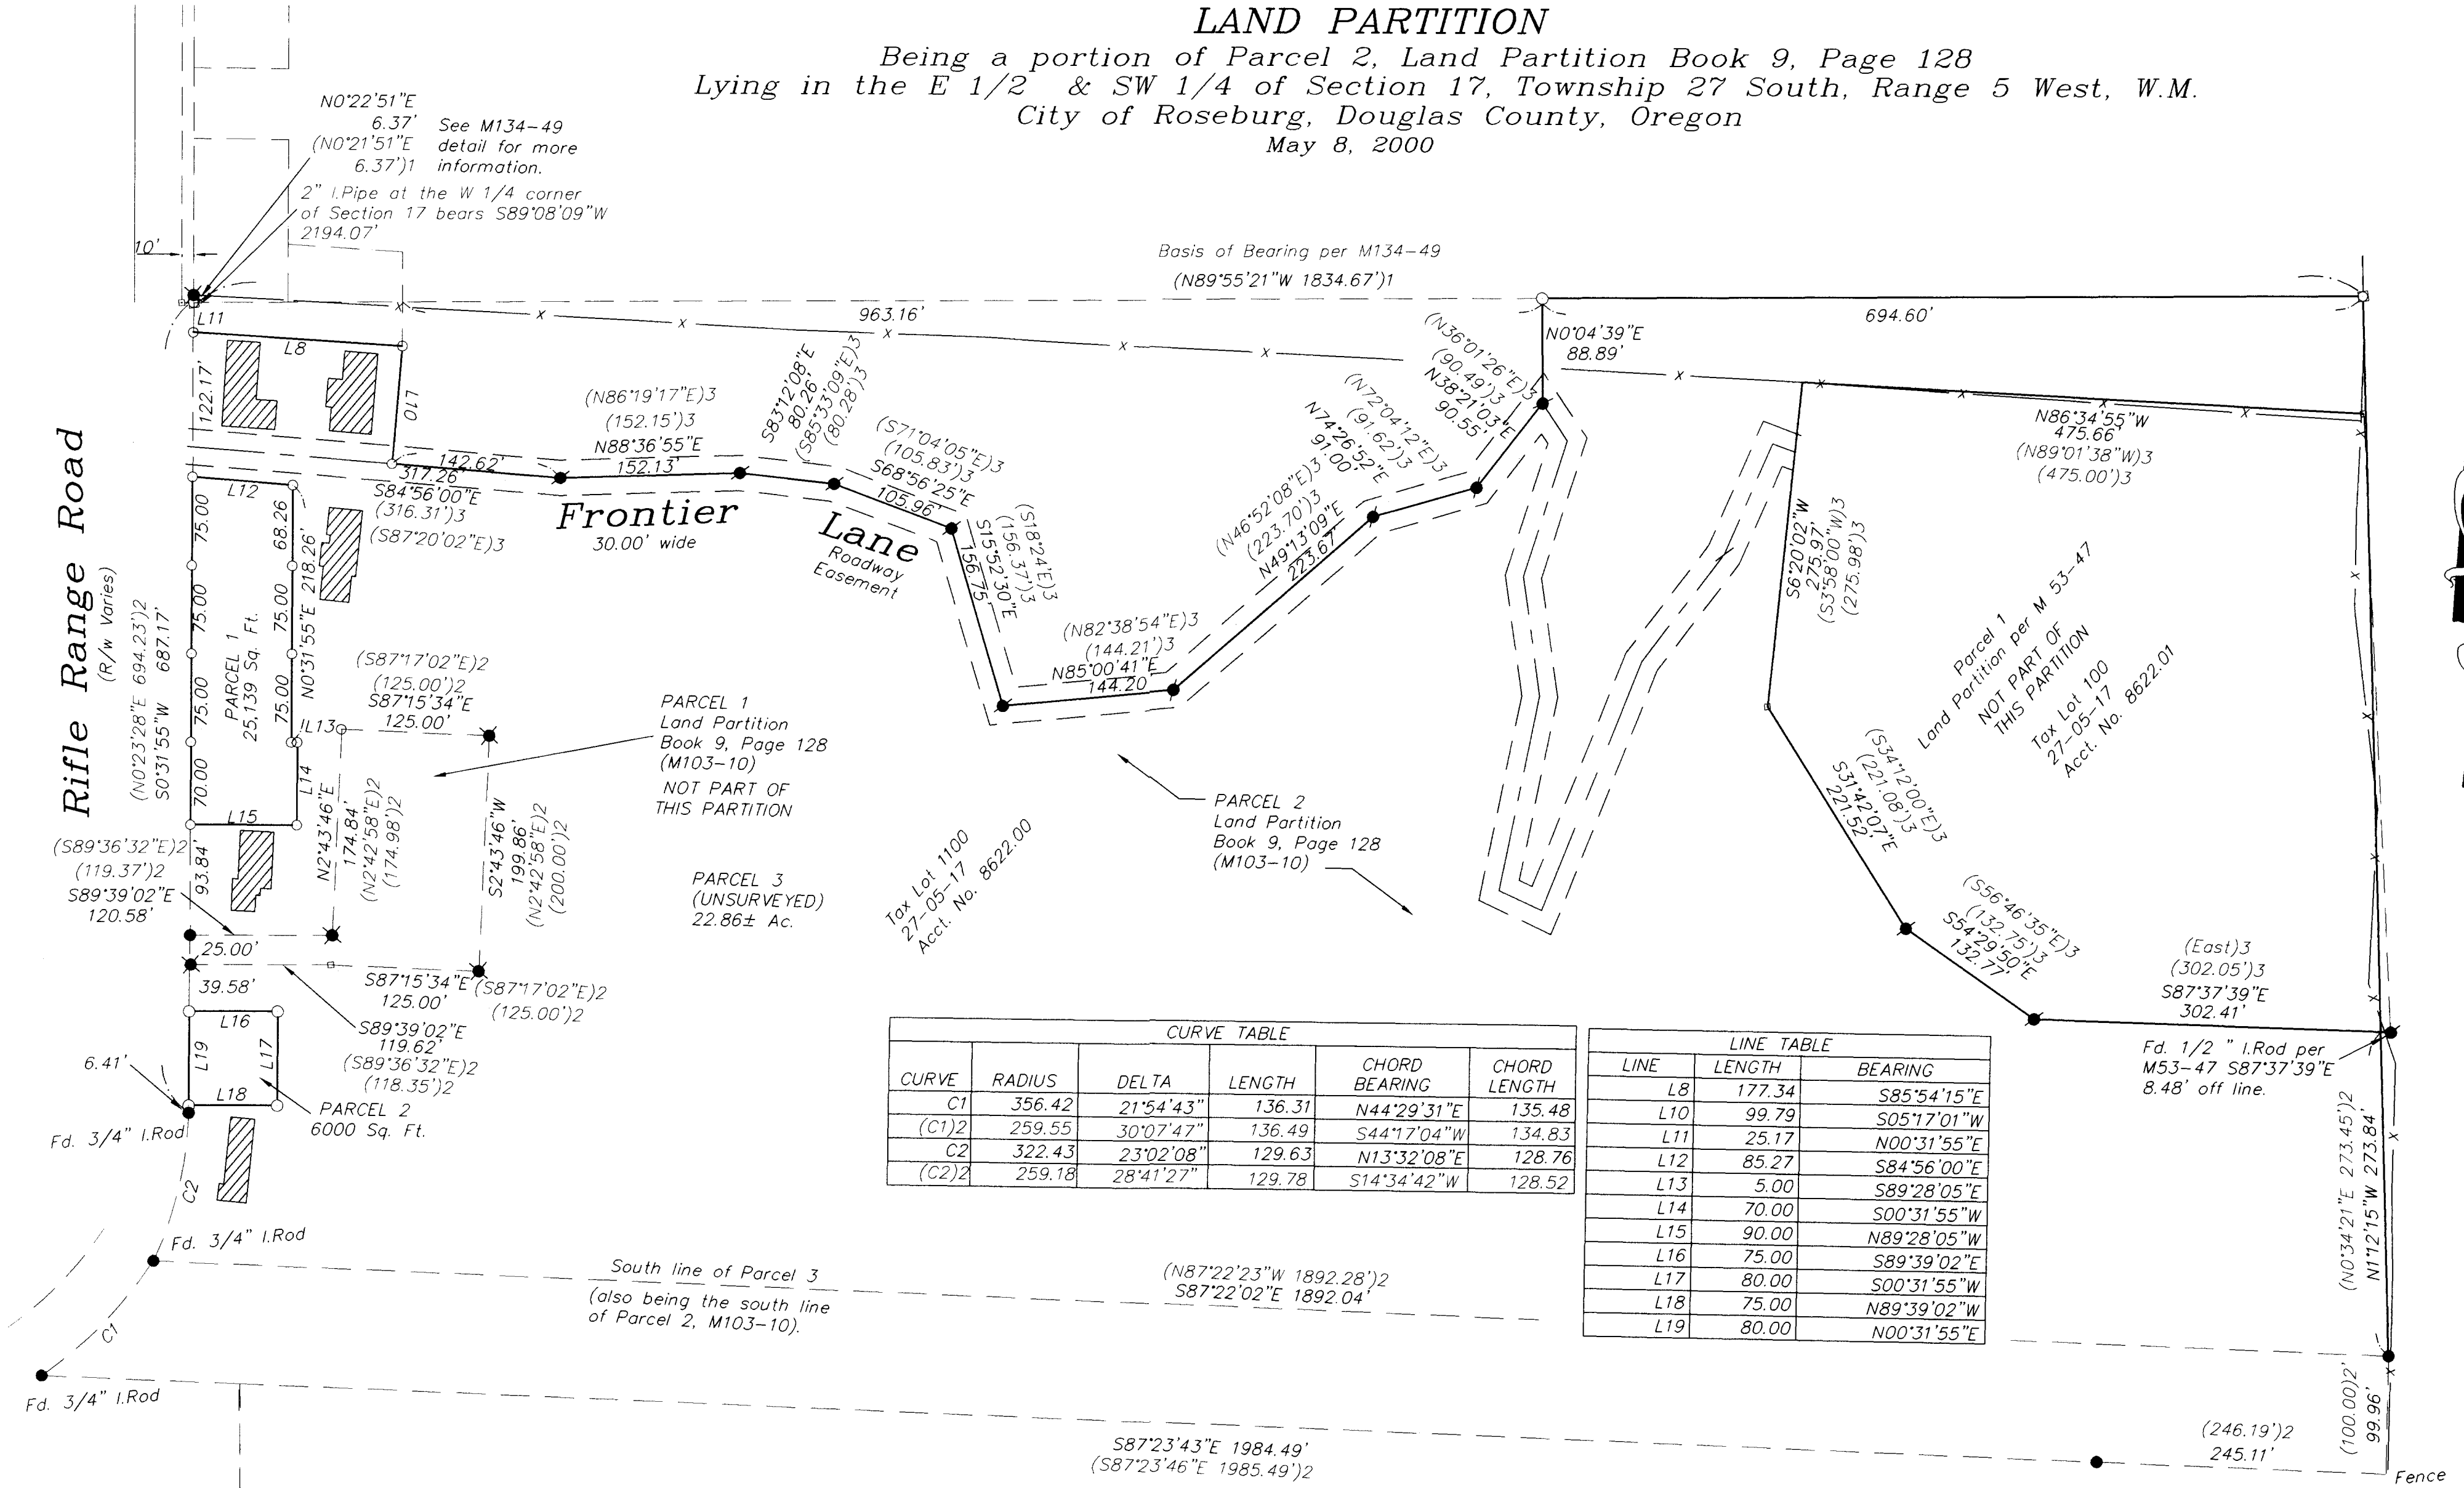 LAND PARTITION
Being a portion of Parcel 2, Land Partition Book 9, Page 128
Lying in the E 1/2 & SW 1/4 of Section 17, Township 27 South, Range 5 West, W.M.
City of Roseburg, Douglas County, Oregon
May 8, 2000
N0°22'51"E
6.37'
(N0°21'51"E
6.37')1
See M134-49
detail for more
information.
2" I.Pipe at the W 1/4 corner
of Section 17 bears S89°08'09"W
2194.07'
10'
Basis of Bearing per M134-49
(N89°55'21"W 1834.67')1
963.16'
694.60'
N0°04'39"E
88.89'
L11
L8
122.17'
L10
Rifle Range Road
(R/w Varies)
(N0°23'28"E 694.23')2
S0°31'55"W 687.17'
142.62'
317.26'
S84°56'00"E
(316.31')3
(S87°20'02"E)3
(N86°19'17"E)3
(152.15')3
N88°36'55"E
152.13'
S83°12'08"E
80.26'
(S85°33'09"E)3
(80.28')3
(S71°04'05"E)3
(105.83')3
S68°56'25"E
105.96'
Frontier
30.00' wide
Lane
Roadway
Easement
(S18°24'E)3
(156.37')3
S15°52'30"E
156.75'
(N82°38'54"E)3
(144.21')3
N85°00'41"E
144.20'
(N46°52'08"E)3
(223.70')3
N49°13'09"E
223.67'
(N72°04'12"E)3
(91.62')3
N74°26'52"E
91.00'
(N36°01'26"E)3
(90.49')3
N38°21'03"E
90.55'
N86°34'55"W
475.66'
(N89°01'38"W)3
(475.00')3
S6°20'02"W
275.97'
(S3°58'00"W)3
(275.98')3
Parcel 1
Land Partition per M 53-47
NOT PART OF
THIS PARTITION
Tax Lot 100
27-05-17
Acct. No. 8622.01
(S34°12'00"E)3
(221.08')3
S31°42'07"E
221.52'
(S56°46'35"E)3
(132.75')3
S54°29'50"E
132.77'
(East)3
(302.05')3
S87°37'39"E
302.41'
Fd. 1/2 " I.Rod per
M53-47 S87°37'39"E
8.48' off line.
(N0°34'21"E 273.45')2
N1°12'15"W 273.84'
(100.00)2'
99.96'
(246.19')2
245.11'
Fence
L12
75.00
75.00
75.00
70.00
PARCEL 1
25,139 Sq. Ft.
68.26
75.00
75.00
N0°31'55"E 218.26'
L13
L14
L15
(S87°17'02"E)2
(125.00')2
S87°15'34"E
125.00'
N2°43'46"E
174.84'
(N2°42'58"E)2
(174.98')2
S2°43'46"W
199.86'
(N2°42'58"E)2
(200.00')2
PARCEL 1
Land Partition
Book 9, Page 128
(M103-10)
NOT PART OF
THIS PARTITION
PARCEL 3
(UNSURVEYED)
22.86± Ac.
Tax Lot 1100
27-05-17
Acct. No. 8622.00
PARCEL 2
Land Partition
Book 9, Page 128
(M103-10)
(S89°36'32"E)2
(119.37')2
S89°39'02"E
120.58'
93.84'
25.00'
39.58'
S87°15'34"E
125.00'
(S87°17'02"E)2
(125.00')2
S89°39'02"E
119.62'
(S89°36'32"E)2
(118.35')2
L16
L19
L17
L18
6.41'
PARCEL 2
6000 Sq. Ft.
Fd. 3/4" I.Rod
C2
Fd. 3/4" I.Rod
C1
Fd. 3/4" I.Rod
South line of Parcel 3
(also being the south line
of Parcel 2, M103-10).
(N87°22'23"W 1892.28')2
S87°22'02"E 1892.04'
S87°23'43"E 1984.49'
(S87°23'46"E 1985.49')2
CURVE TABLE
CURVE RADIUS DELTA LENGTH CHORD BEARING CHORD LENGTH
C1 356.42 21°54'43" 136.31 N44°29'31"E 135.48
(C1)2 259.55 30°07'47" 136.49 S44°17'04"W 134.83
C2 322.43 23°02'08" 129.63 N13°32'08"E 128.76
(C2)2 259.18 28°41'27" 129.78 S14°34'42"W 128.52
LINE TABLE
LINE LENGTH BEARING
L8 177.34 S85°54'15"E
L10 99.79 S05°17'01"W
L11 25.17 N00°31'55"E
L12 85.27 S84°56'00"E
L13 5.00 S89°28'05"E
L14 70.00 S00°31'55"W
L15 90.00 N89°28'05"W
L16 75.00 S89°39'02"E
L17 80.00 S00°31'55"W
L18 75.00 N89°39'02"W
L19 80.00 N00°31'55"E